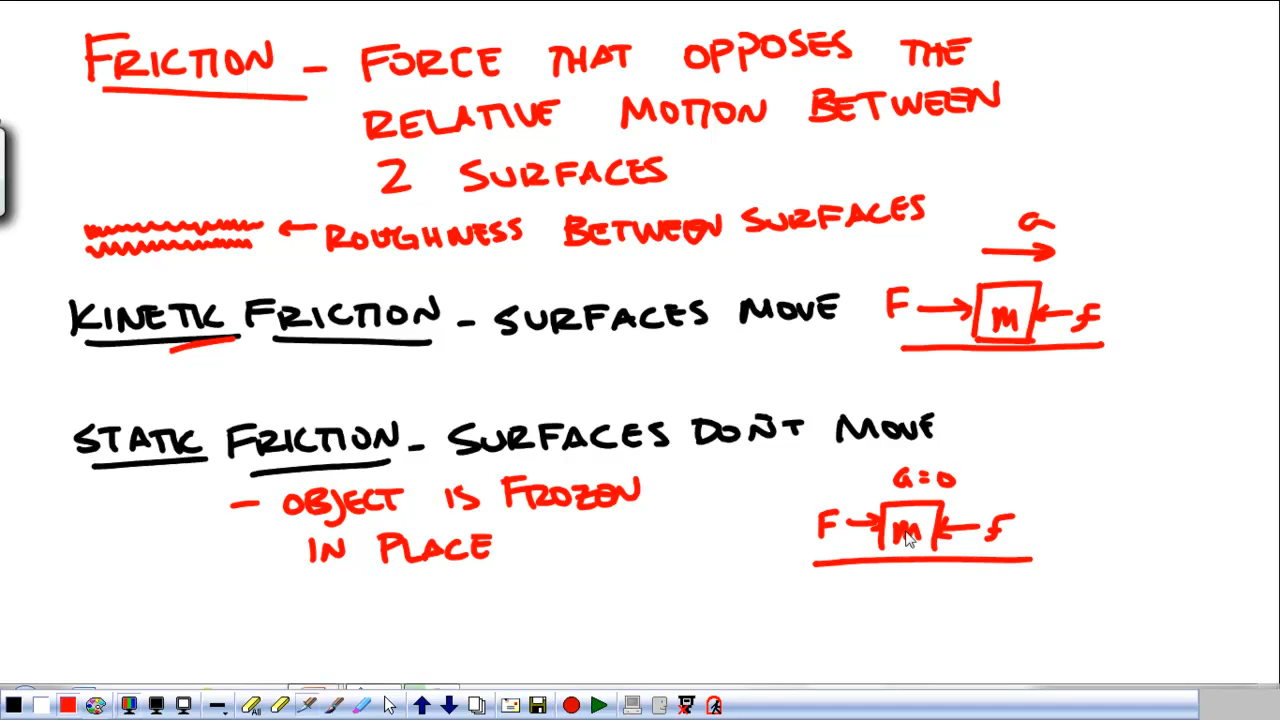 FRICTION - FORCE THAT OPPOSES THE
RELATIVE MOTION BETWEEN
2 SURFACES
← ROUGHNESS BETWEEN SURFACES
a
KINETIC FRICTION - SURFACES MOVE
F → m ← f
STATIC FRICTION - SURFACES DON'T MOVE
- OBJECT IS FROZEN
IN PLACE
a = 0
F → m ← f
All